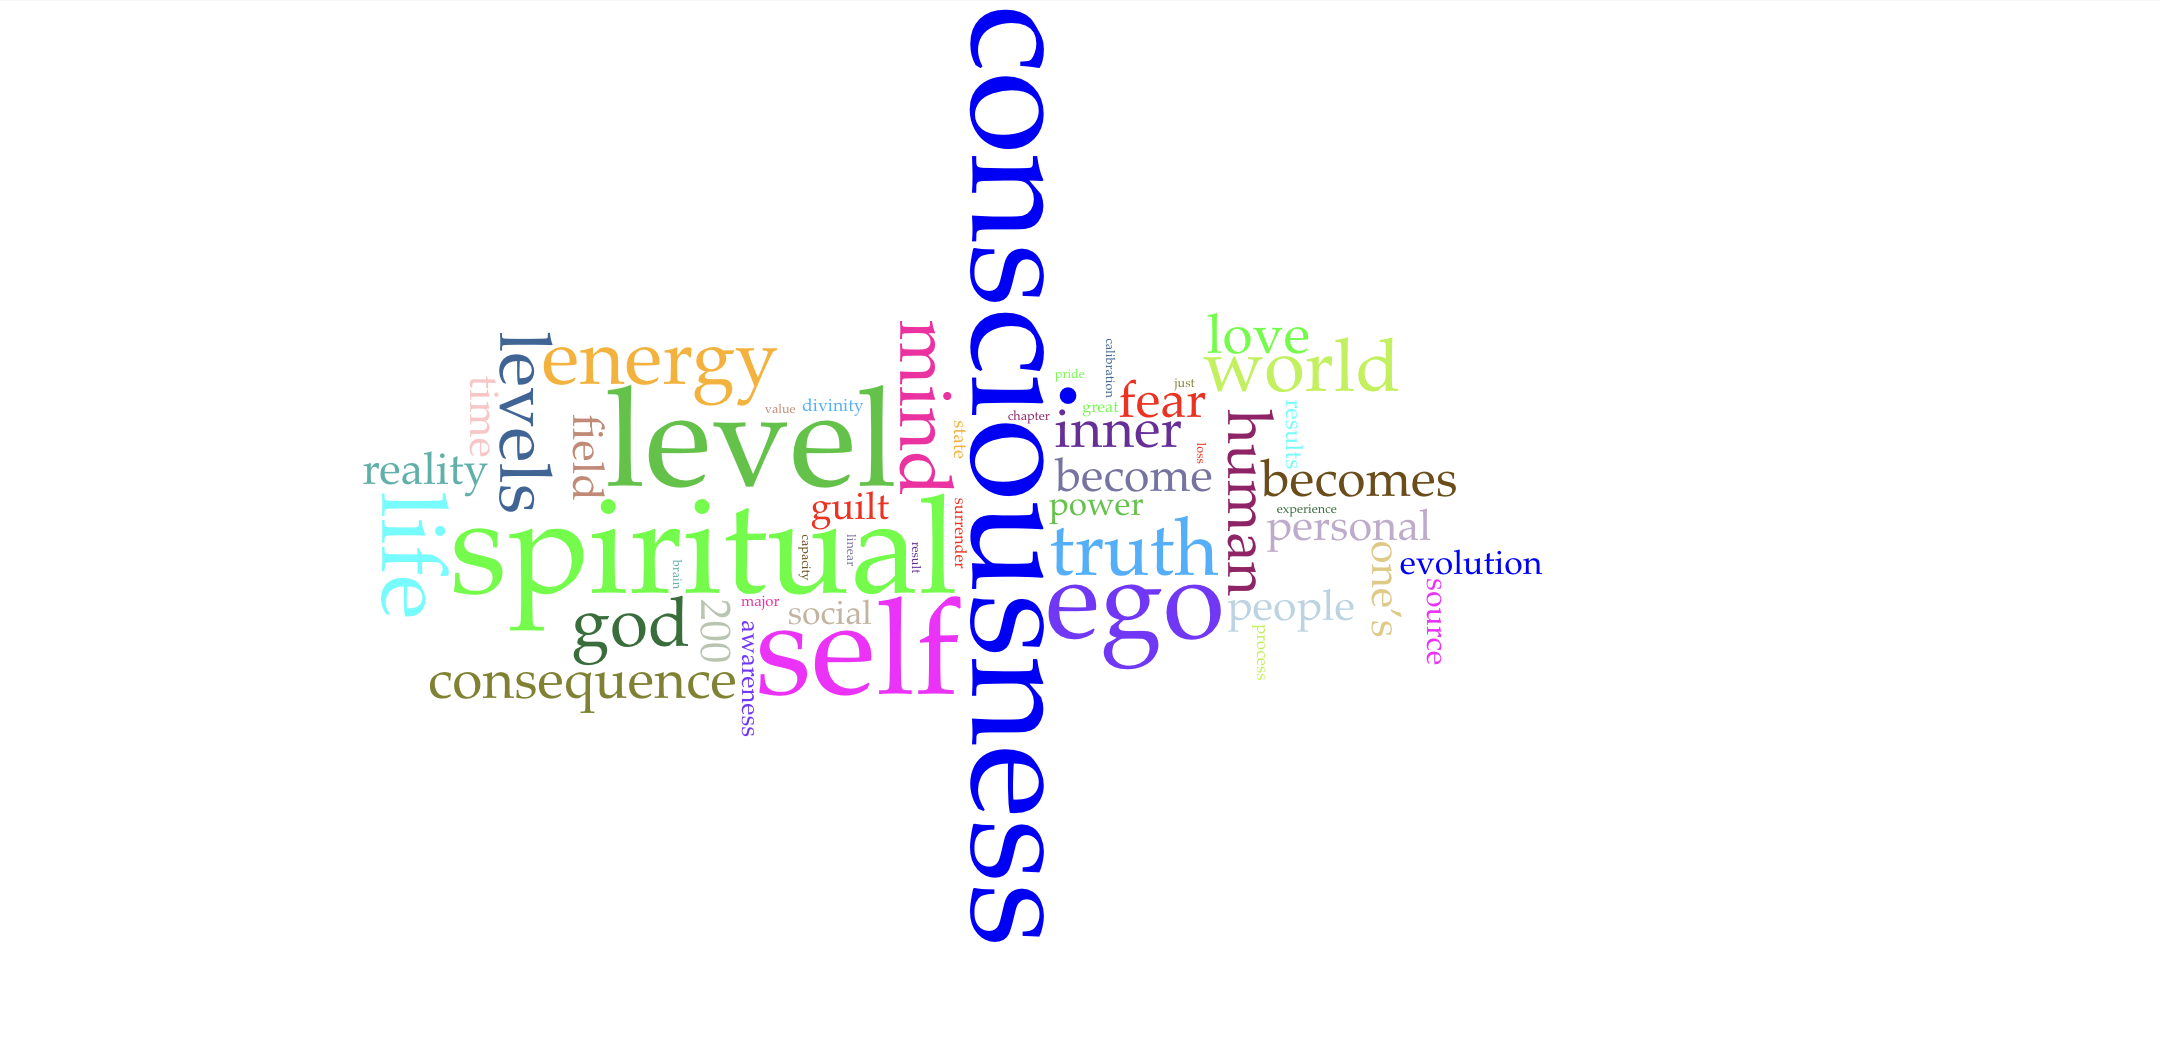 consciousness
love
world
energy
levels
mind
time
pride
calibration
just
fear
great
value
divinity
level
field
state
chapter
inner
human
results
loss
reality
become
becomes
life
guilt
surrender
power
experience
personal
spiritual
capacity
linear
result
brain
truth
one's
evolution
ego
people
source
god
200
major
social
self
awareness
process
consequence